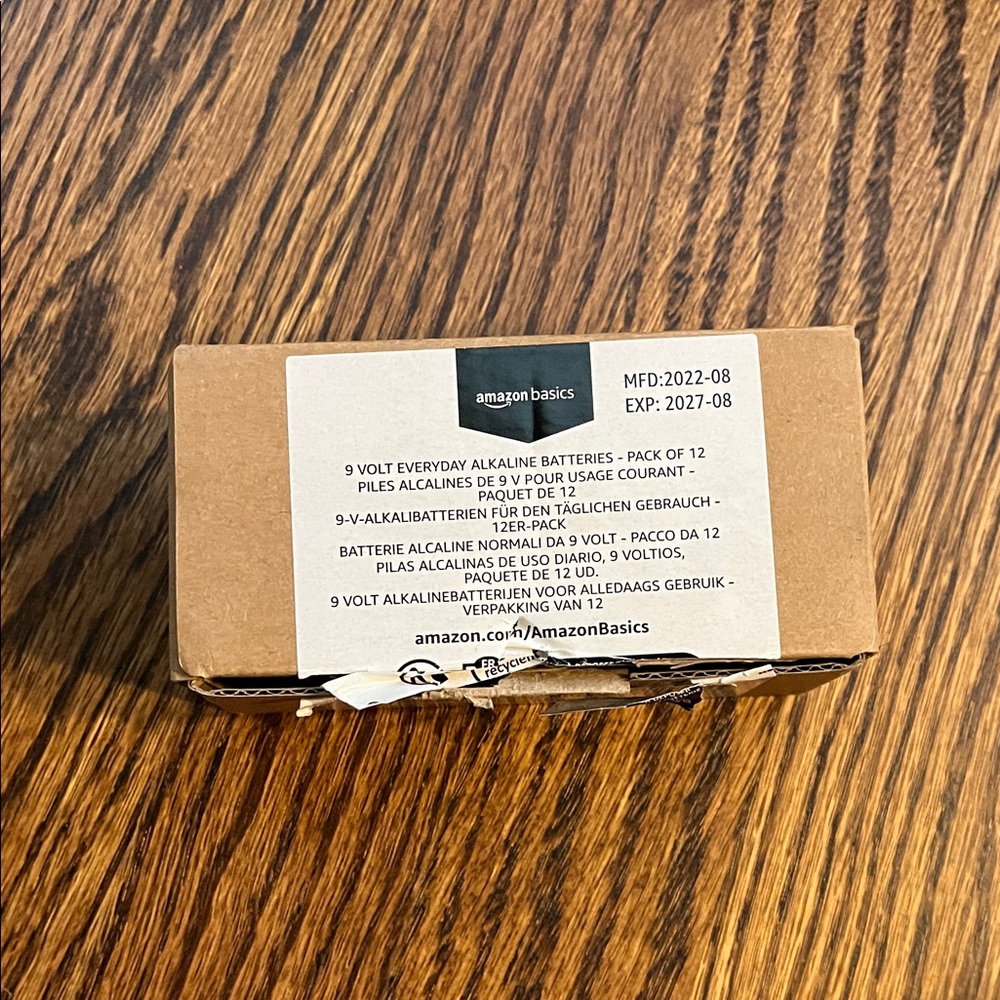 amazon basics
MFD:2022-08
EXP: 2027-08
9 VOLT EVERYDAY ALKALINE BATTERIES - PACK OF 12
PILES ALCALINES DE 9 V POUR USAGE COURANT -
PAQUET DE 12
9-V-ALKALIBATTERIEN FÜR DEN TÄGLICHEN GEBRAUCH -
12ER-PACK
BATTERIE ALCALINE NORMALI DA 9 VOLT - PACCO DA 12
PILAS ALCALINAS DE USO DIARIO, 9 VOLTIOS,
PAQUETE DE 12 UD.
9 VOLT ALKALINEBATTERIJEN VOOR ALLEDAAGS GEBRUIK -
VERPAKKING VAN 12
amazon.com/AmazonBasics
FR